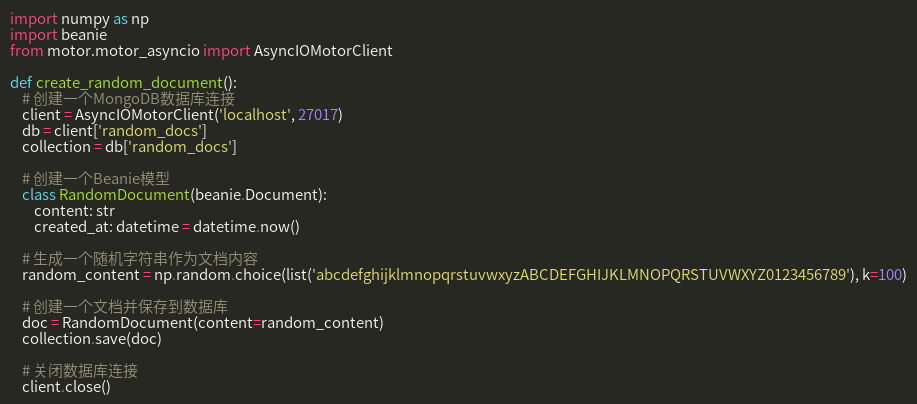 import numpy as np
import beanie
from motor.motor_asyncio import AsyncIOMotorClient
def create_random_document():
# 创建一个MongoDB数据库连接
client = AsyncIOMotorClient('localhost', 27017)
db = client['random_docs']
collection = db['random_docs']
# 创建一个Beanie模型
class RandomDocument(beanie.Document):
content: str
created_at: datetime = datetime.now()
# 生成一个随机字符串作为文档内容
random_content = np.random.choice(list('abcdefghijklmnopqrstuvwxyzABCDEFGHIJKLMNOPQRSTUVWXYZ0123456789'), k=100)
# 创建一个文档并保存到数据库
doc = RandomDocument(content=random_content)
collection.save(doc)
# 关闭数据库连接
client.close()